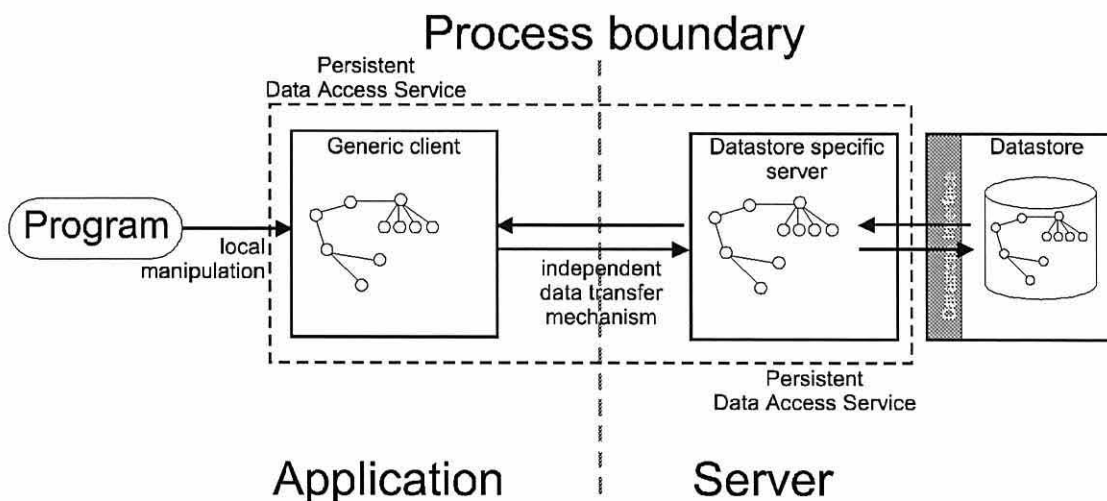 Process boundary
Persistent
Data Access Service
Generic client
Datastore specific
server
Datastore
Program
local
manipulation
independent
data transfer
mechanism
Persistent
Data Access Service
Application
Server